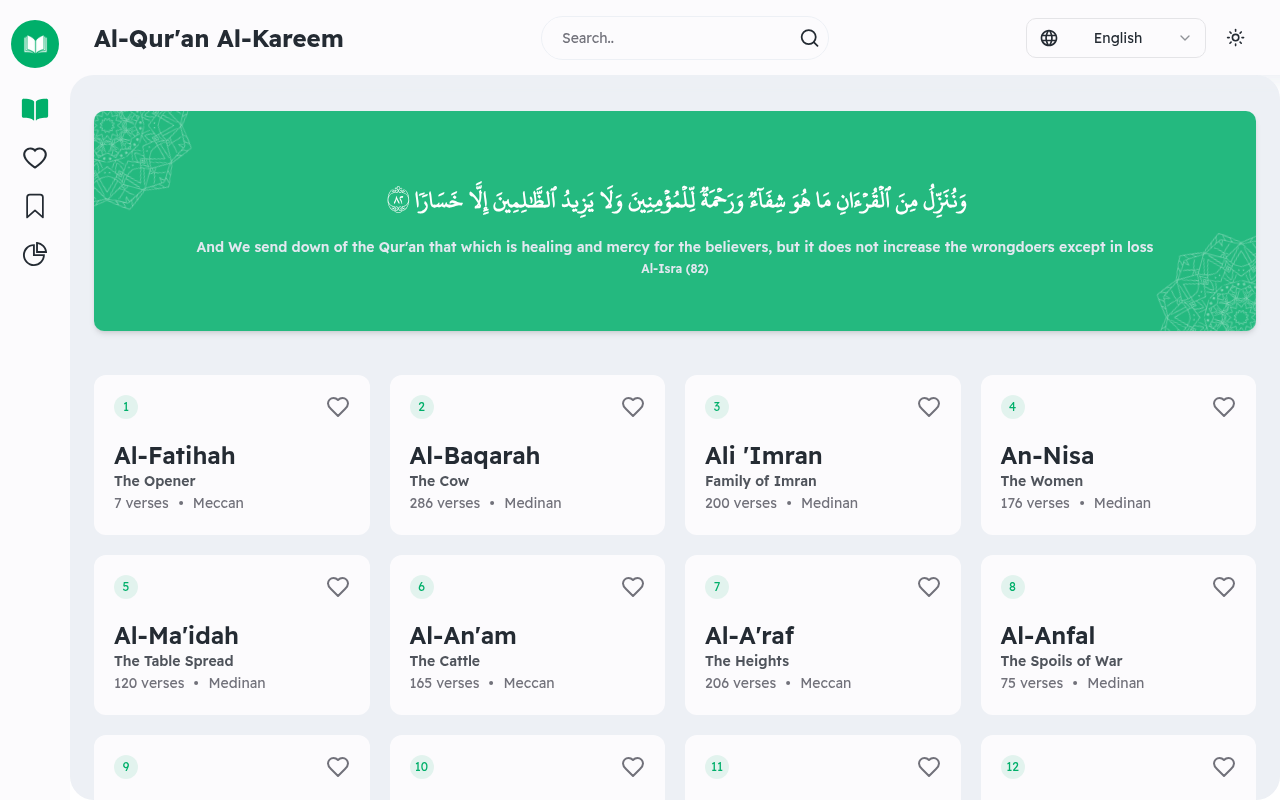 Al-Qur'an Al-Kareem
Search..
English
وَنُنَزِّلُ مِنَ ٱلْقُرْءَانِ مَا هُوَ شِفَآءٌ وَرَحْمَةٌ لِّلْمُؤْمِنِينَ وَلَا يَزِيدُ ٱلظَّٰلِمِينَ إِلَّا خَسَارًا ٨٢
And We send down of the Qur'an that which is healing and mercy for the believers, but it does not increase the wrongdoers except in loss
Al-Isra (82)
1
Al-Fatihah
The Opener
7 verses • Meccan
2
Al-Baqarah
The Cow
286 verses • Medinan
3
Ali 'Imran
Family of Imran
200 verses • Medinan
4
An-Nisa
The Women
176 verses • Medinan
5
Al-Ma'idah
The Table Spread
120 verses • Medinan
6
Al-An'am
The Cattle
165 verses • Meccan
7
Al-A'raf
The Heights
206 verses • Meccan
8
Al-Anfal
The Spoils of War
75 verses • Medinan
9
10
11
12